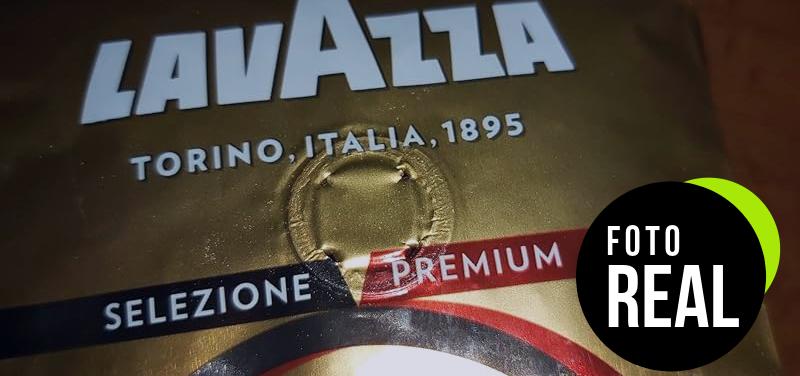 LAVAZZA
TORINO, ITALIA, 1895
SELEZIONE PREMIUM
FOTO
REAL